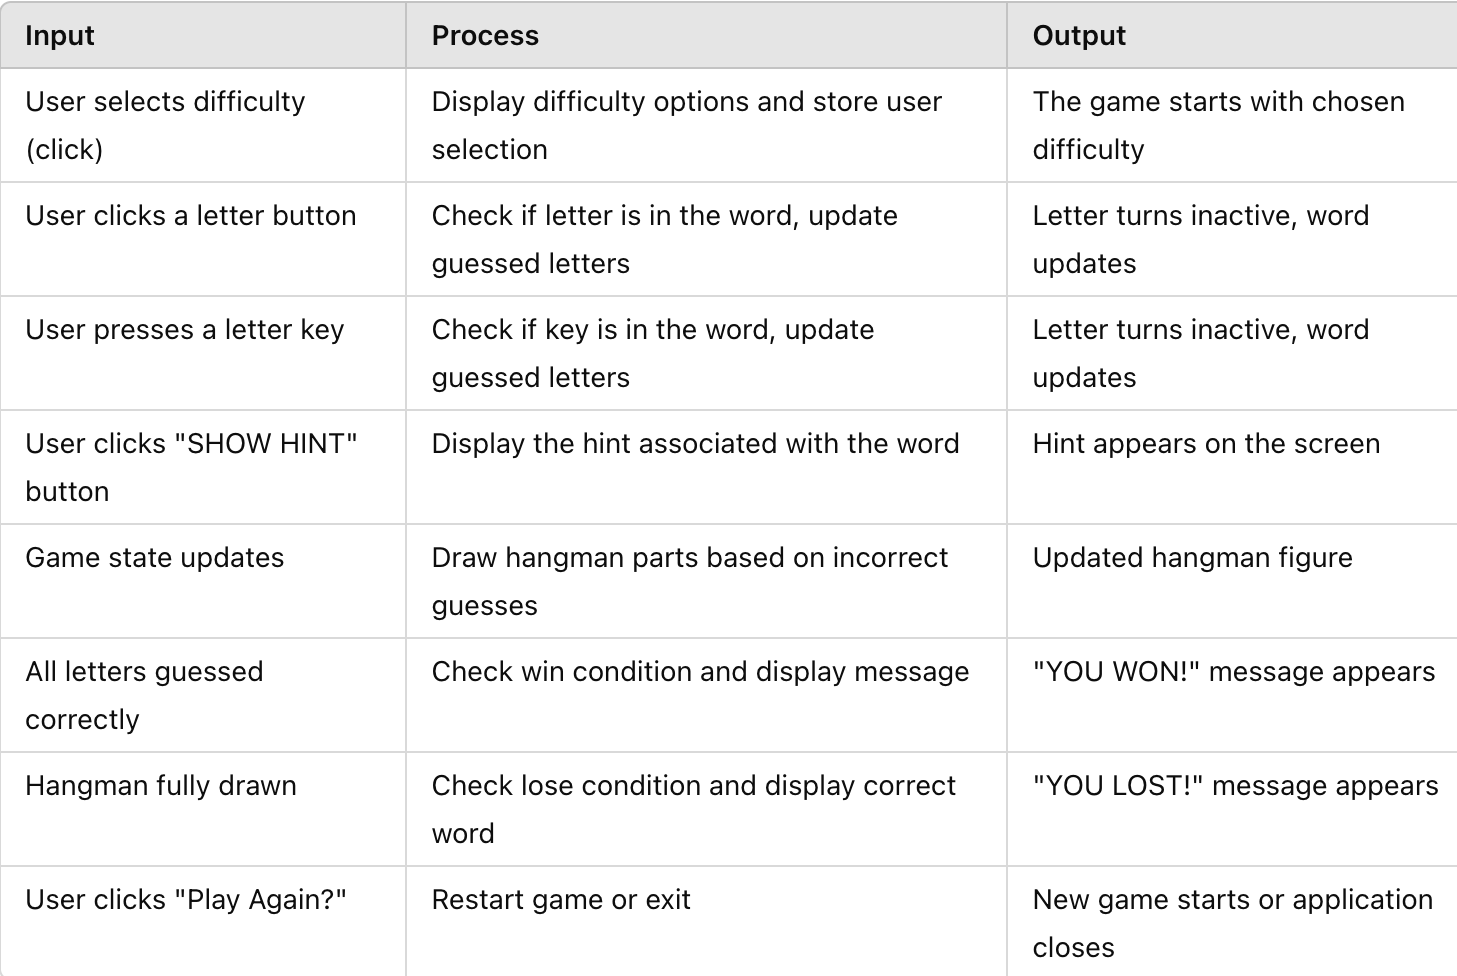 Input
Process
Output
User selects difficulty
(click)
Display difficulty options and store user
selection
The game starts with chosen
difficulty
User clicks a letter button
Check if letter is in the word, update
guessed letters
Letter turns inactive, word
updates
User presses a letter key
Check if key is in the word, update
guessed letters
Letter turns inactive, word
updates
User clicks "SHOW HINT"
button
Display the hint associated with the word
Hint appears on the screen
Game state updates
Draw hangman parts based on incorrect
guesses
Updated hangman figure
All letters guessed
correctly
Check win condition and display message
"YOU WON!" message appears
Hangman fully drawn
Check lose condition and display correct
word
"YOU LOST!" message appears
User clicks "Play Again?"
Restart game or exit
New game starts or application
closes